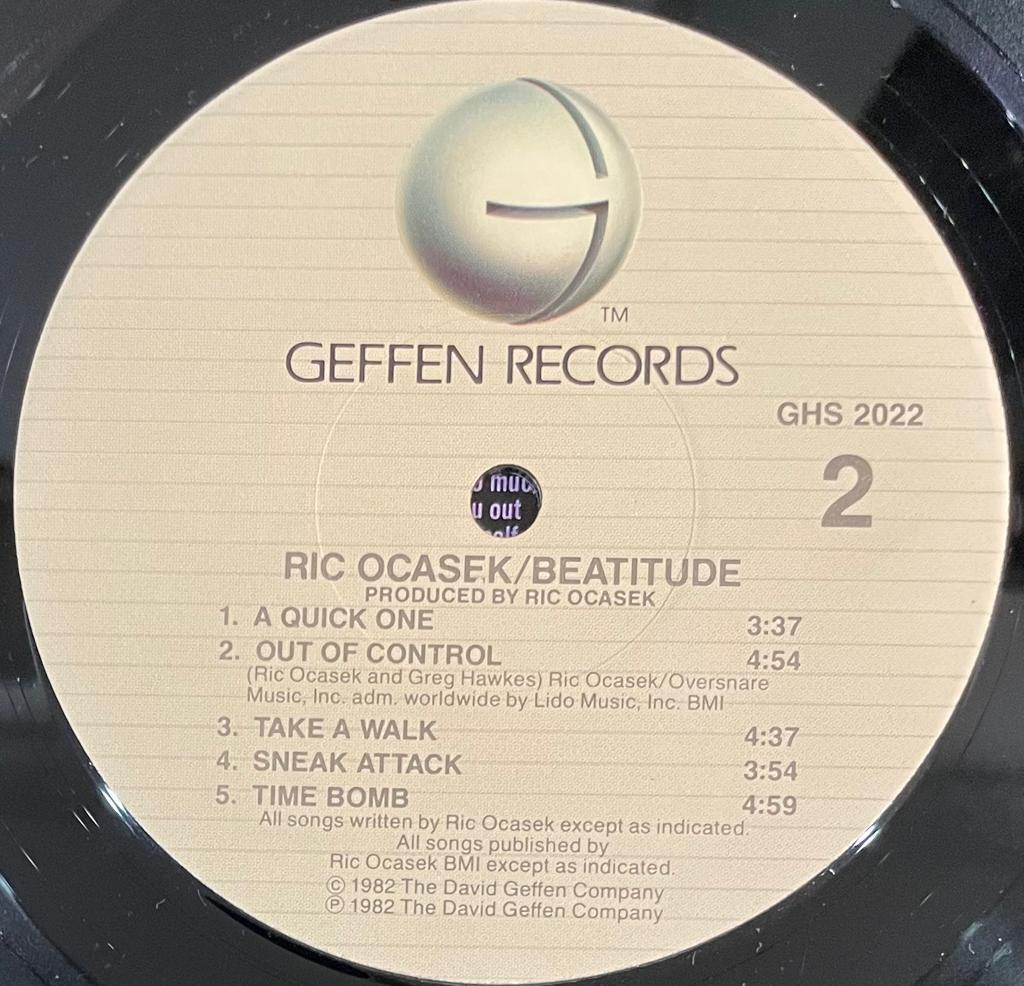 TM
GEFFEN RECORDS
GHS 2022
2
u out
RIC OCASEK/BEATITUDE
PRODUCED BY RIC OCASEK
1. A QUICK ONE 3:37
2. OUT OF CONTROL 4:54
(Ric Ocasek and Greg Hawkes) Ric Ocasek/Oversnare
Music, Inc. adm. worldwide by Lido Music, Inc. BMI
3. TAKE A WALK 4:37
4. SNEAK ATTACK 3:54
5. TIME BOMB 4:59
All songs written by Ric Ocasek except as indicated.
All songs published by
Ric Ocasek BMI except as indicated.
© 1982 The David Geffen Company
℗ 1982 The David Geffen Company